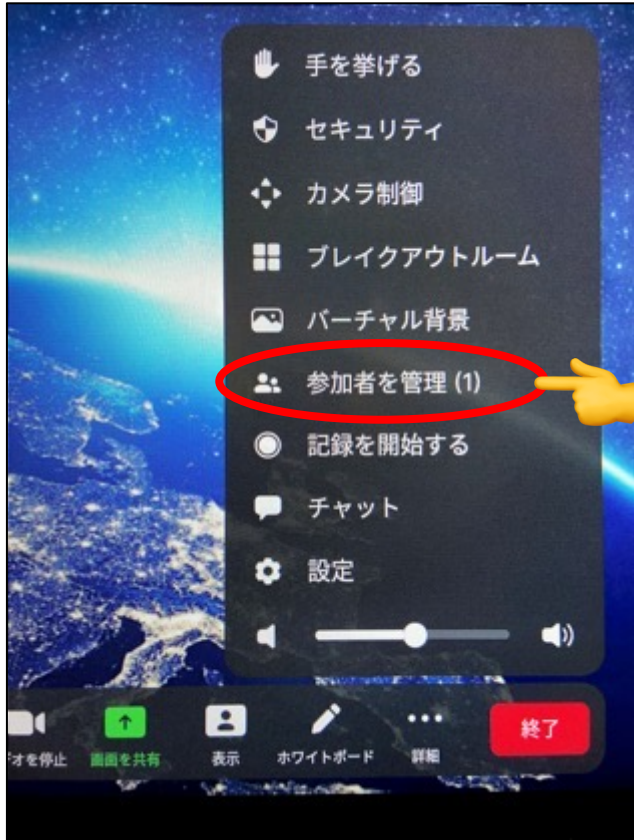 手を挙げる
セキュリティ
カメラ制御
ブレイクアウトルーム
バーチャル背景
参加者を管理 (1)
記録を開始する
チャット
設定
オを停止
画面を共有
表示
ホワイトボード
詳細
終了